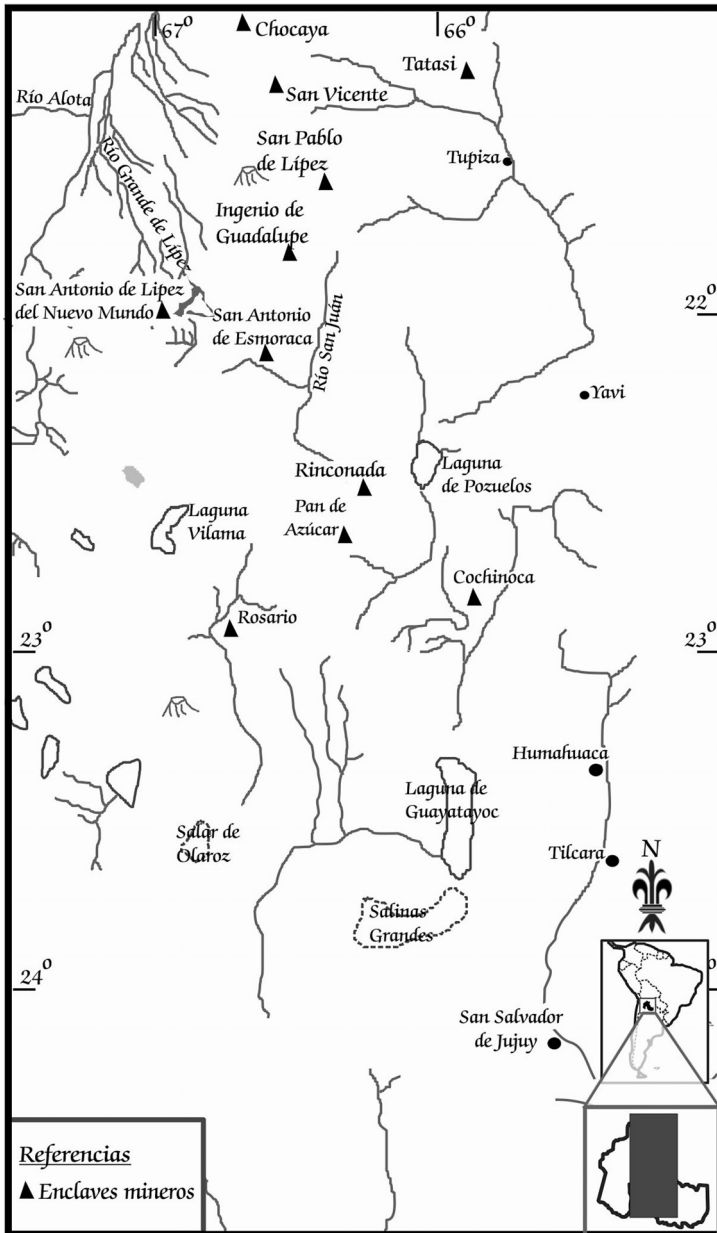 67°
66°
Chocaya
Tatasi
San Vicente
Río Alota
San Pablo
de Lípez
Tupiza
Río Grande de Lípez
Ingenio de
Guadalupe
San Antonio de Lipez
del Nuevo Mundo
San Antonio
de Esmoraca
Río San Juán
22°
Yavi
Rinconada
Laguna
de Pozuelos
Pan de
Azúcar
Laguna
Vilama
Cochinoca
Rosario
23°
23°
Humahuaca
Laguna de
Guayatayoc
Salar de
Olaroz
Tilcara
N
Salinas
Grandes
24°
San Salvador
de Jujuy
Referencias
▲ Enclaves mineros